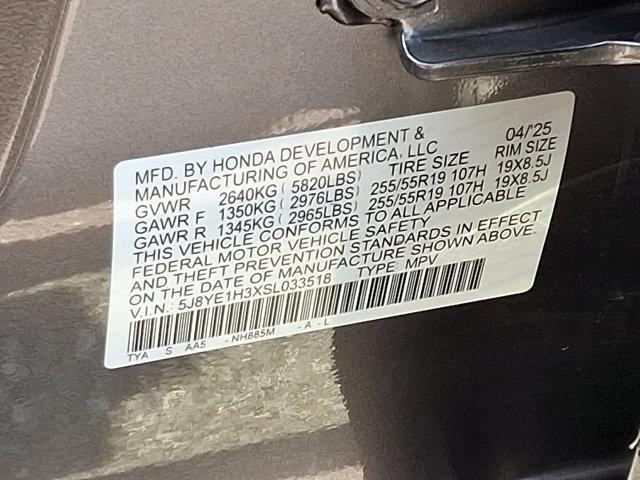 MFD. BY HONDA DEVELOPMENT & 04/'25
MANUFACTURING OF AMERICA, LLC
TIRE SIZE RIM SIZE
GVWR 2640KG ( 5820LBS)
GAWR F 1350KG ( 2976LBS) 255/55R19 107H 19X8.5J
GAWR R 1345KG ( 2965LBS) 255/55R19 107H 19X8.5J
THIS VEHICLE CONFORMS TO ALL APPLICABLE
FEDERAL MOTOR VEHICLE SAFETY
AND THEFT PREVENTION STANDARDS IN EFFECT
ON THE DATE OF MANUFACTURE SHOWN ABOVE.
V.I.N.: 5J8YE1H3XSL033518 TYPE: MPV
TYA S AA5 - NH885M - A - L